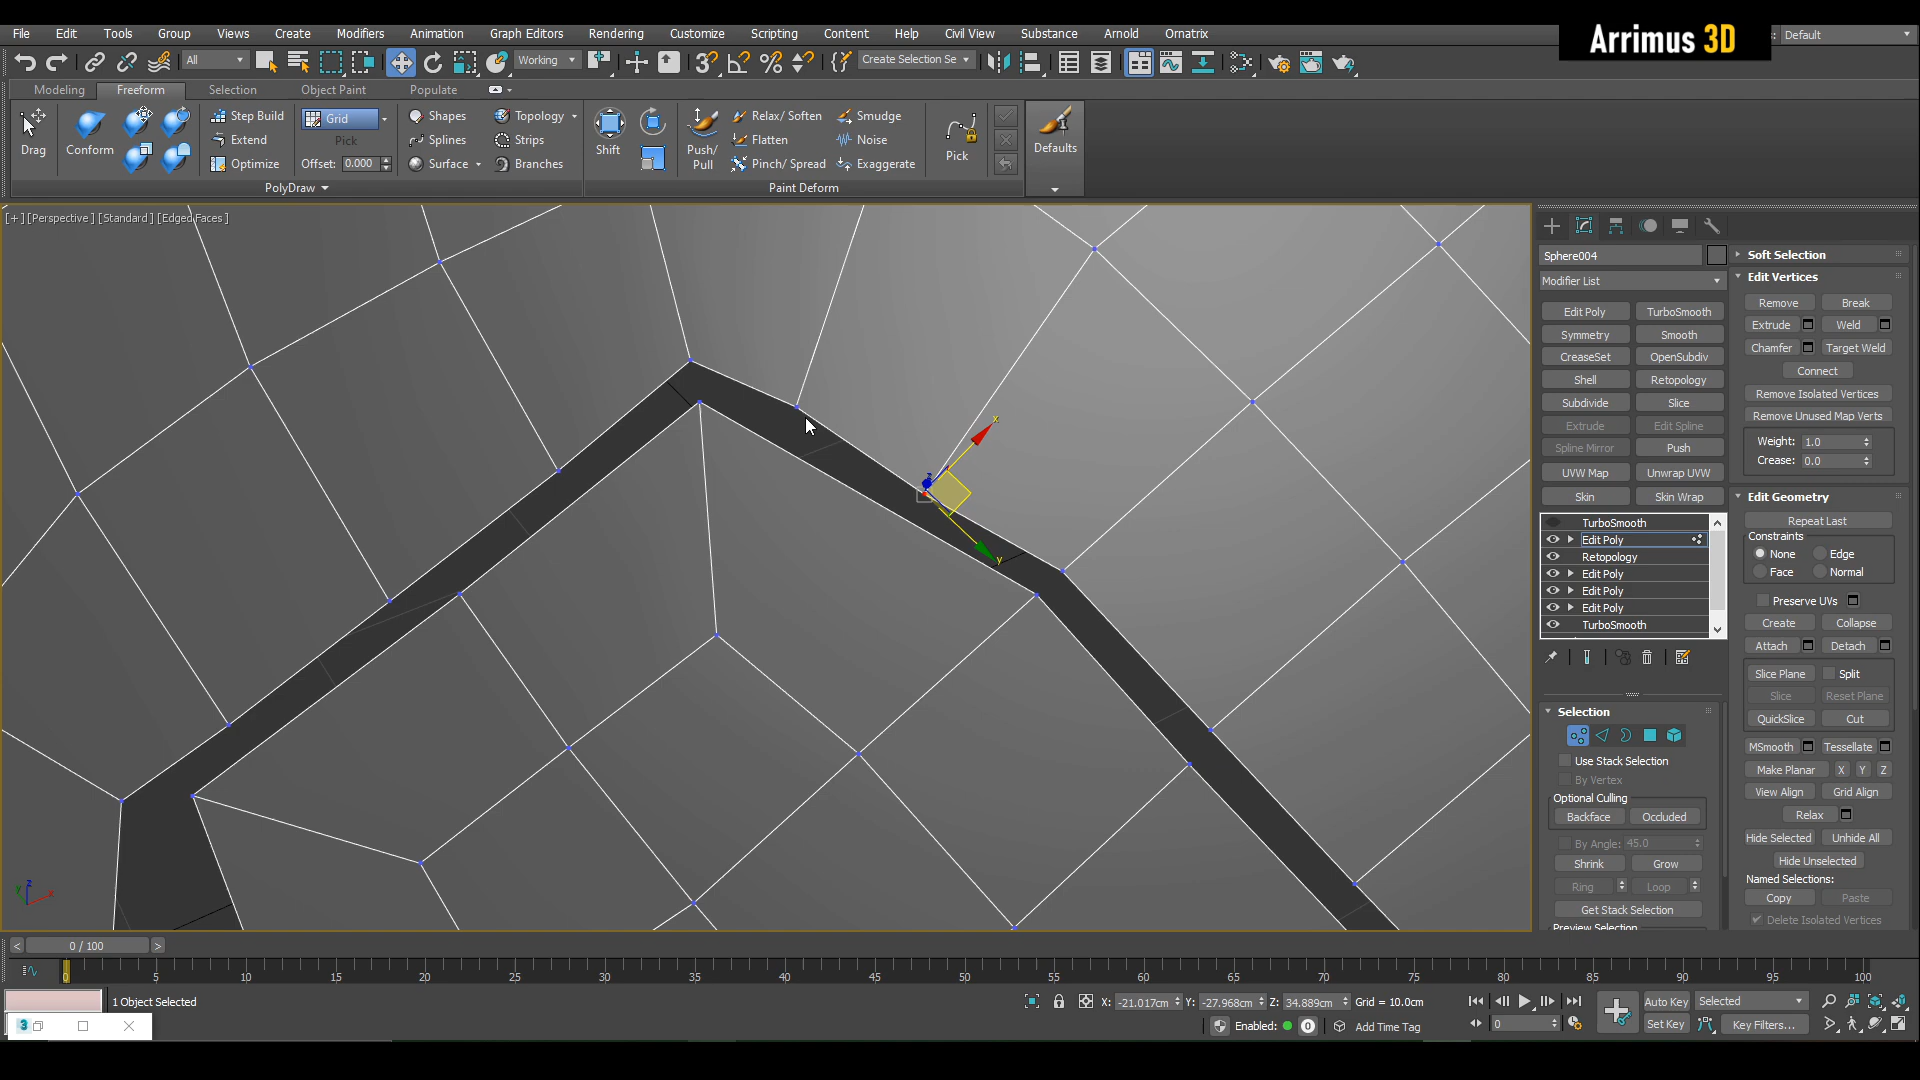 File Edit Tools Group Views Create Modifiers Animation Graph Editors Rendering Customize Scripting Content Help Civil View Substance Arnold Ornatrix
Arrimus 3D
Default
All
Working
Create Selection Se
Modeling Freeform Selection Object Paint Populate
Drag
Conform
Step Build
Extend
Optimize
Grid
Pick
Offset: 0.000
Shapes
Splines
Surface
Topology
Strips
Branches
Shift
Push/
Pull
Relax/ Soften
Flatten
Pinch/ Spread
Smudge
Noise
Exaggerate
Pick
Defaults
PolyDraw
Paint Deform
[+] [Perspective] [Standard] [Edged Faces]
x
y
z
Sphere004
Modifier List
Edit Poly TurboSmooth
Symmetry Smooth
CreaseSet OpenSubdiv
Shell Retopology
Subdivide Slice
Extrude Edit Spline
Spline Mirror Push
UVW Map Unwrap UVW
Skin Skin Wrap
TurboSmooth
Edit Poly
Retopology
Edit Poly
Edit Poly
Edit Poly
TurboSmooth
Selection
Use Stack Selection
By Vertex
Optional Culling
Backface Occluded
By Angle: 45.0
Shrink Grow
Ring Loop
Get Stack Selection
Preview Selection
Soft Selection
Edit Vertices
Remove Break
Extrude Weld
Chamfer Target Weld
Connect
Remove Isolated Vertices
Remove Unused Map Verts
Weight: 1.0
Crease: 0.0
Edit Geometry
Repeat Last
Constraints
None Edge
Face Normal
Preserve UVs
Create Collapse
Attach Detach
Slice Plane Split
Slice Reset Plane
QuickSlice Cut
MSmooth Tessellate
Make Planar X Y Z
View Align Grid Align
Relax
Hide Selected Unhide All
Hide Unselected
Named Selections:
Copy Paste
Delete Isolated Vertices
z
y
x
< 0 / 100 >
0 5 10 15 20 25 30 35 40 45 50 55 60 65 70 75 80 85 90 95 100
1 Object Selected
X: -21.017cm Y: -27.968cm Z: 34.889cm Grid = 10.0cm
Enabled: 0 Add Time Tag
0
Auto Key Selected
Set Key Key Filters...
3